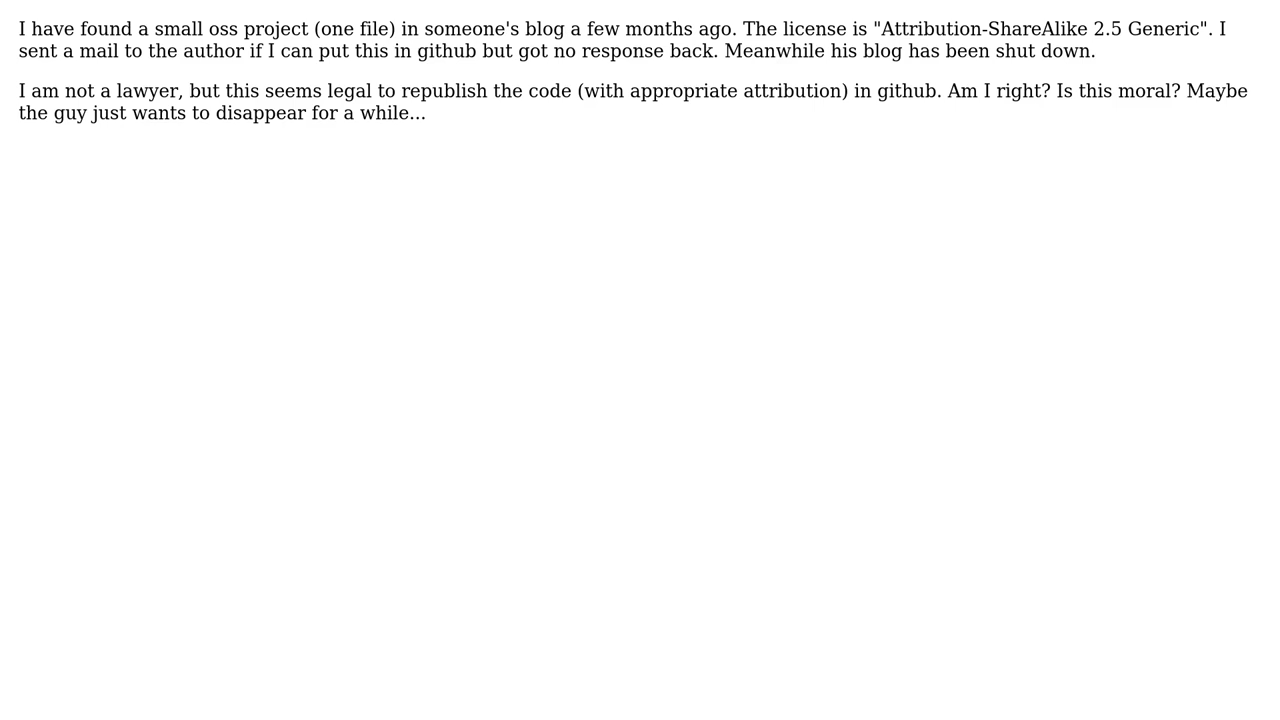 I have found a small oss project (one file) in someone's blog a few months ago. The license is "Attribution-ShareAlike 2.5 Generic". I
sent a mail to the author if I can put this in github but got no response back. Meanwhile his blog has been shut down.
I am not a lawyer, but this seems legal to republish the code (with appropriate attribution) in github. Am I right? Is this moral? Maybe
the guy just wants to disappear for a while...